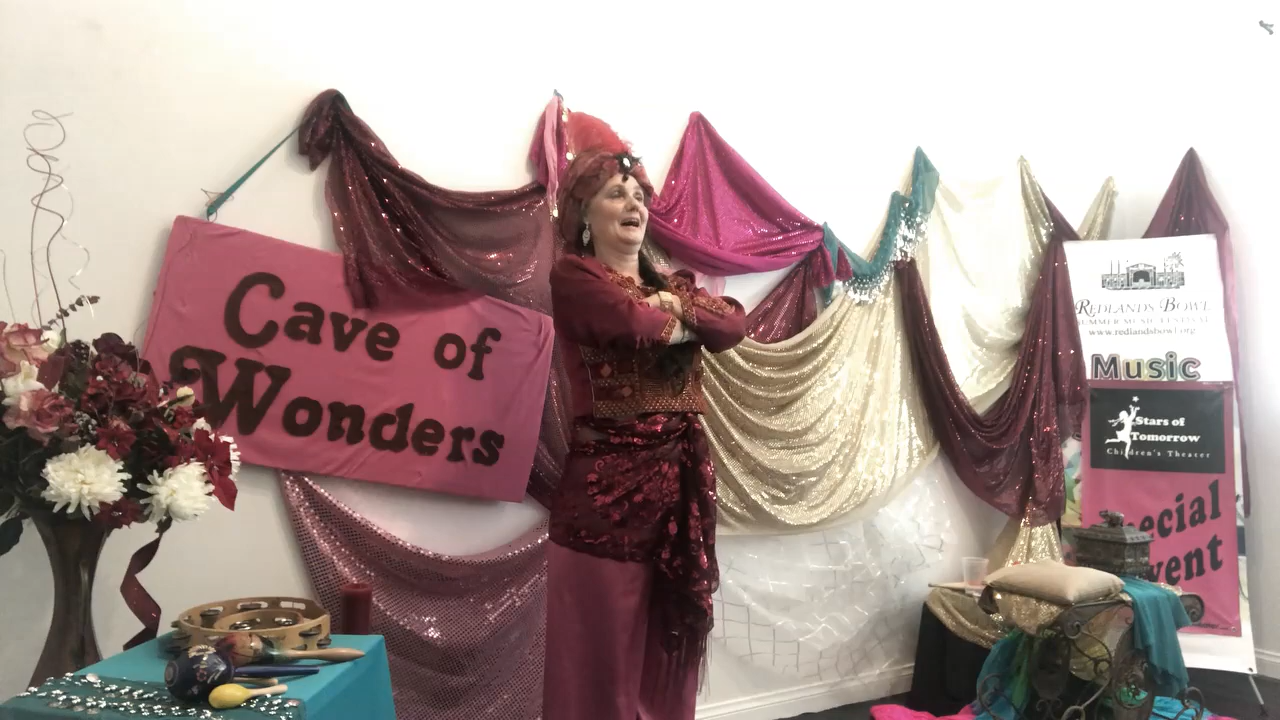 Cave of
Wonders
REDLANDS BOWL
SUMMER MUSIC FESTIVAL
www.redlandsbowl.org
Music
Stars of
Tomorrow
Children's Theater
ecial
vent